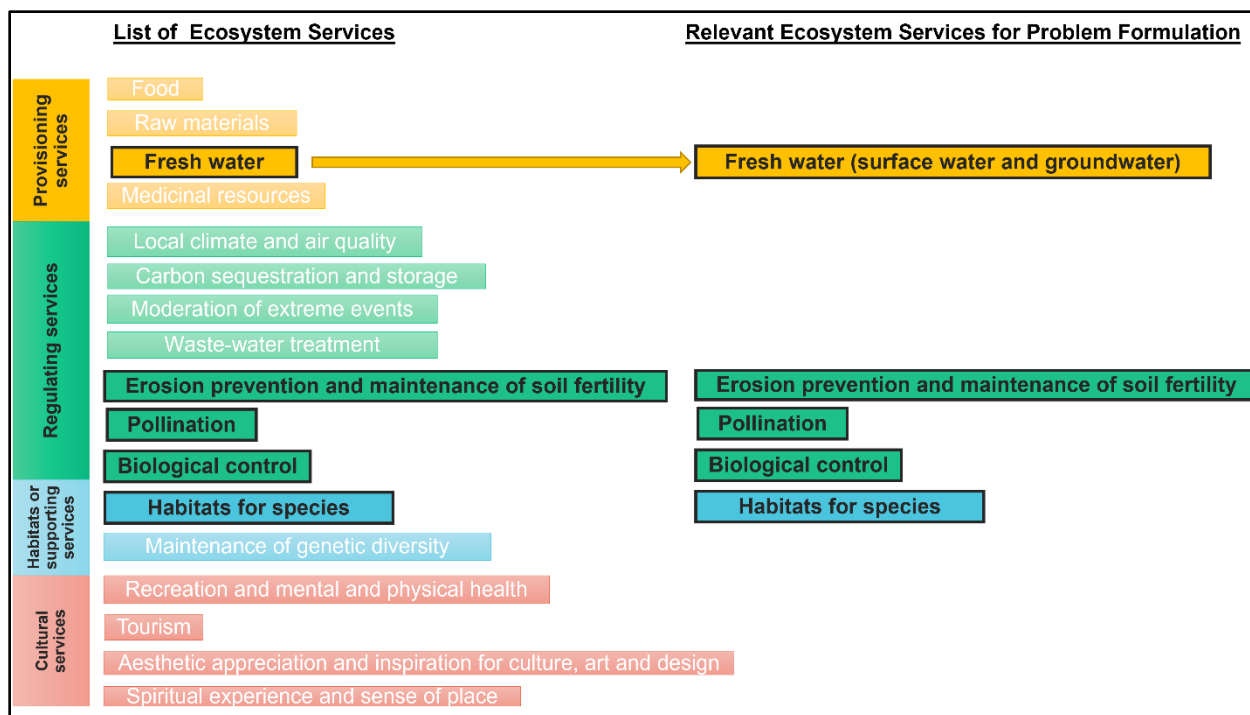 List of Ecosystem Services
Relevant Ecosystem Services for Problem Formulation
Provisioning
services
Food
Raw materials
Fresh water
Fresh water (surface water and groundwater)
Medicinal resources
Regulating services
Local climate and air quality
Carbon sequestration and storage
Moderation of extreme events
Waste-water treatment
Erosion prevention and maintenance of soil fertility
Erosion prevention and maintenance of soil fertility
Pollination
Pollination
Biological control
Biological control
Habitats or
supporting
services
Habitats for species
Habitats for species
Maintenance of genetic diversity
Cultural
services
Recreation and mental and physical health
Tourism
Aesthetic appreciation and inspiration for culture, art and design
Spiritual experience and sense of place